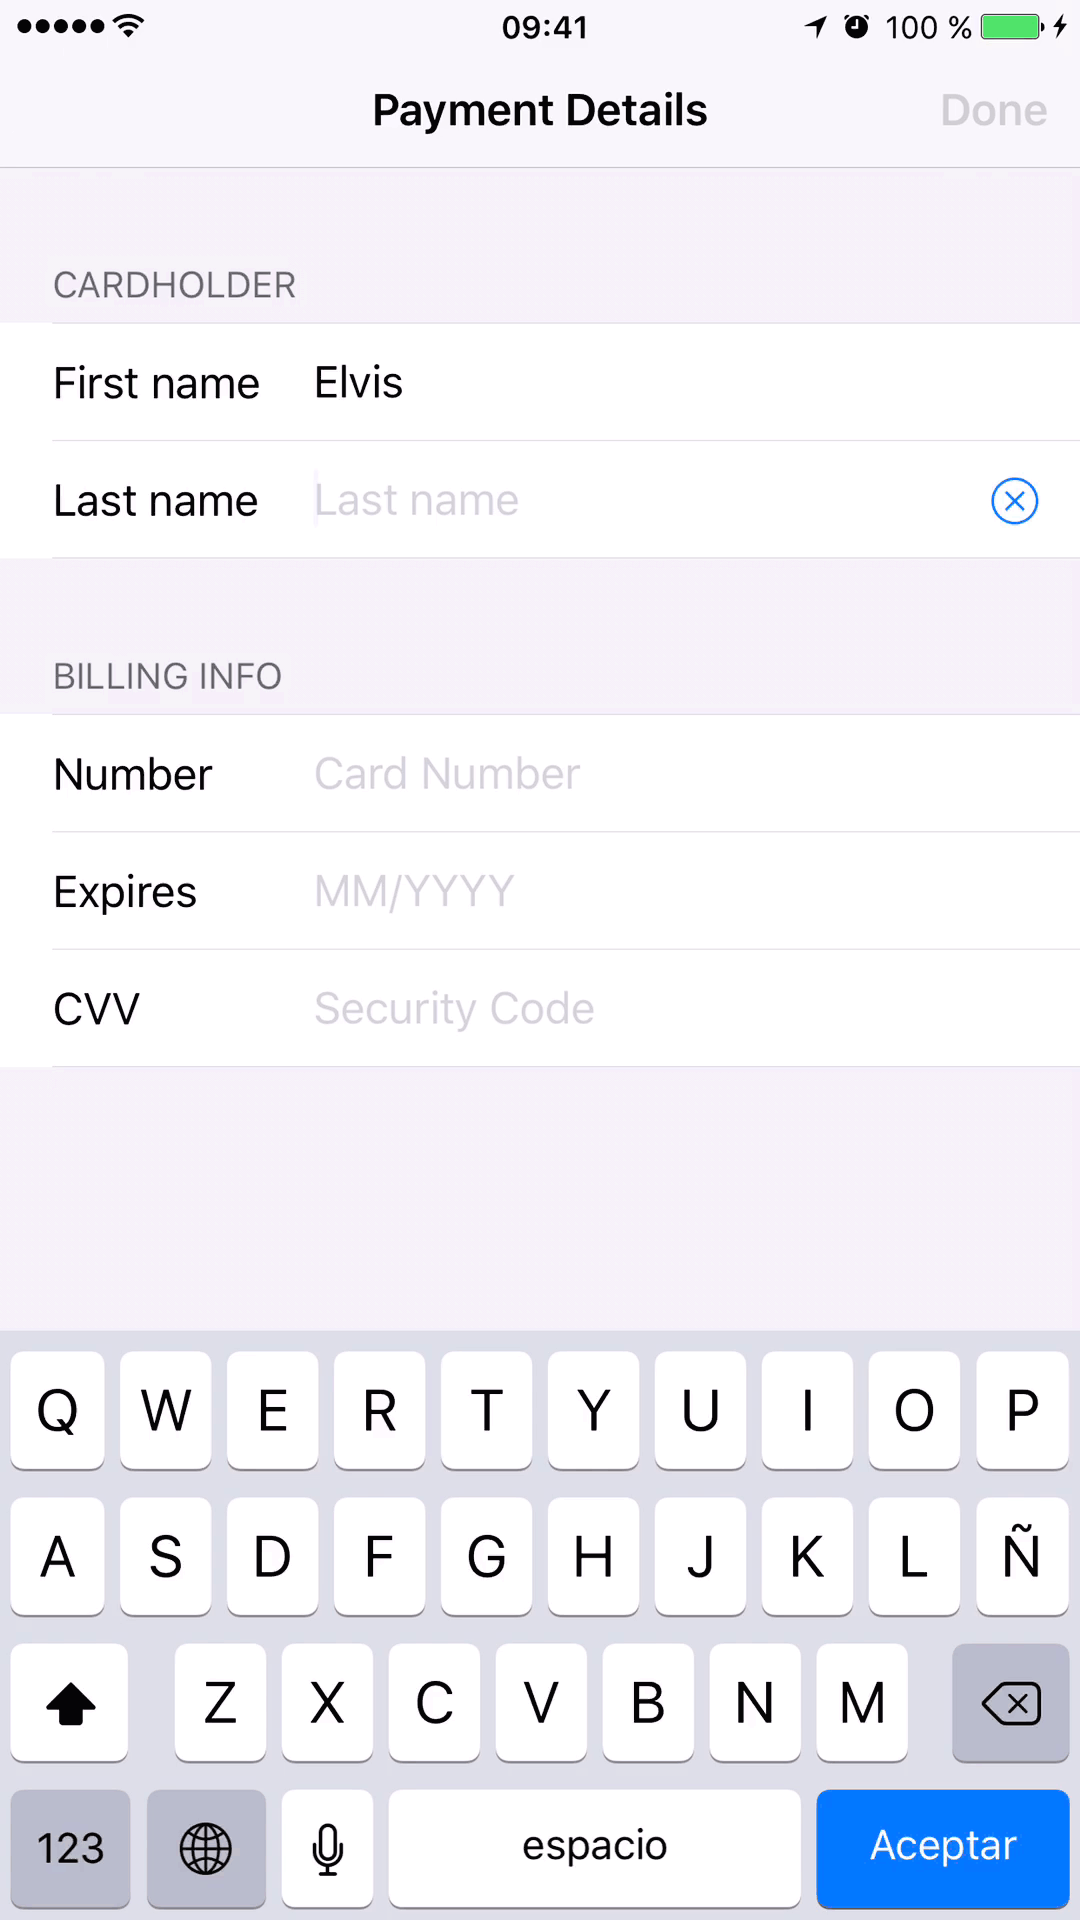 09:41 100 %
Payment Details Done
CARDHOLDER
First name Elvis
Last name Last name
BILLING INFO
Number Card Number
Expires MM/YYYY
CVV Security Code
Q W E R T Y U I O P
A S D F G H J K L Ñ
Z X C V B N M
123 espacio Aceptar